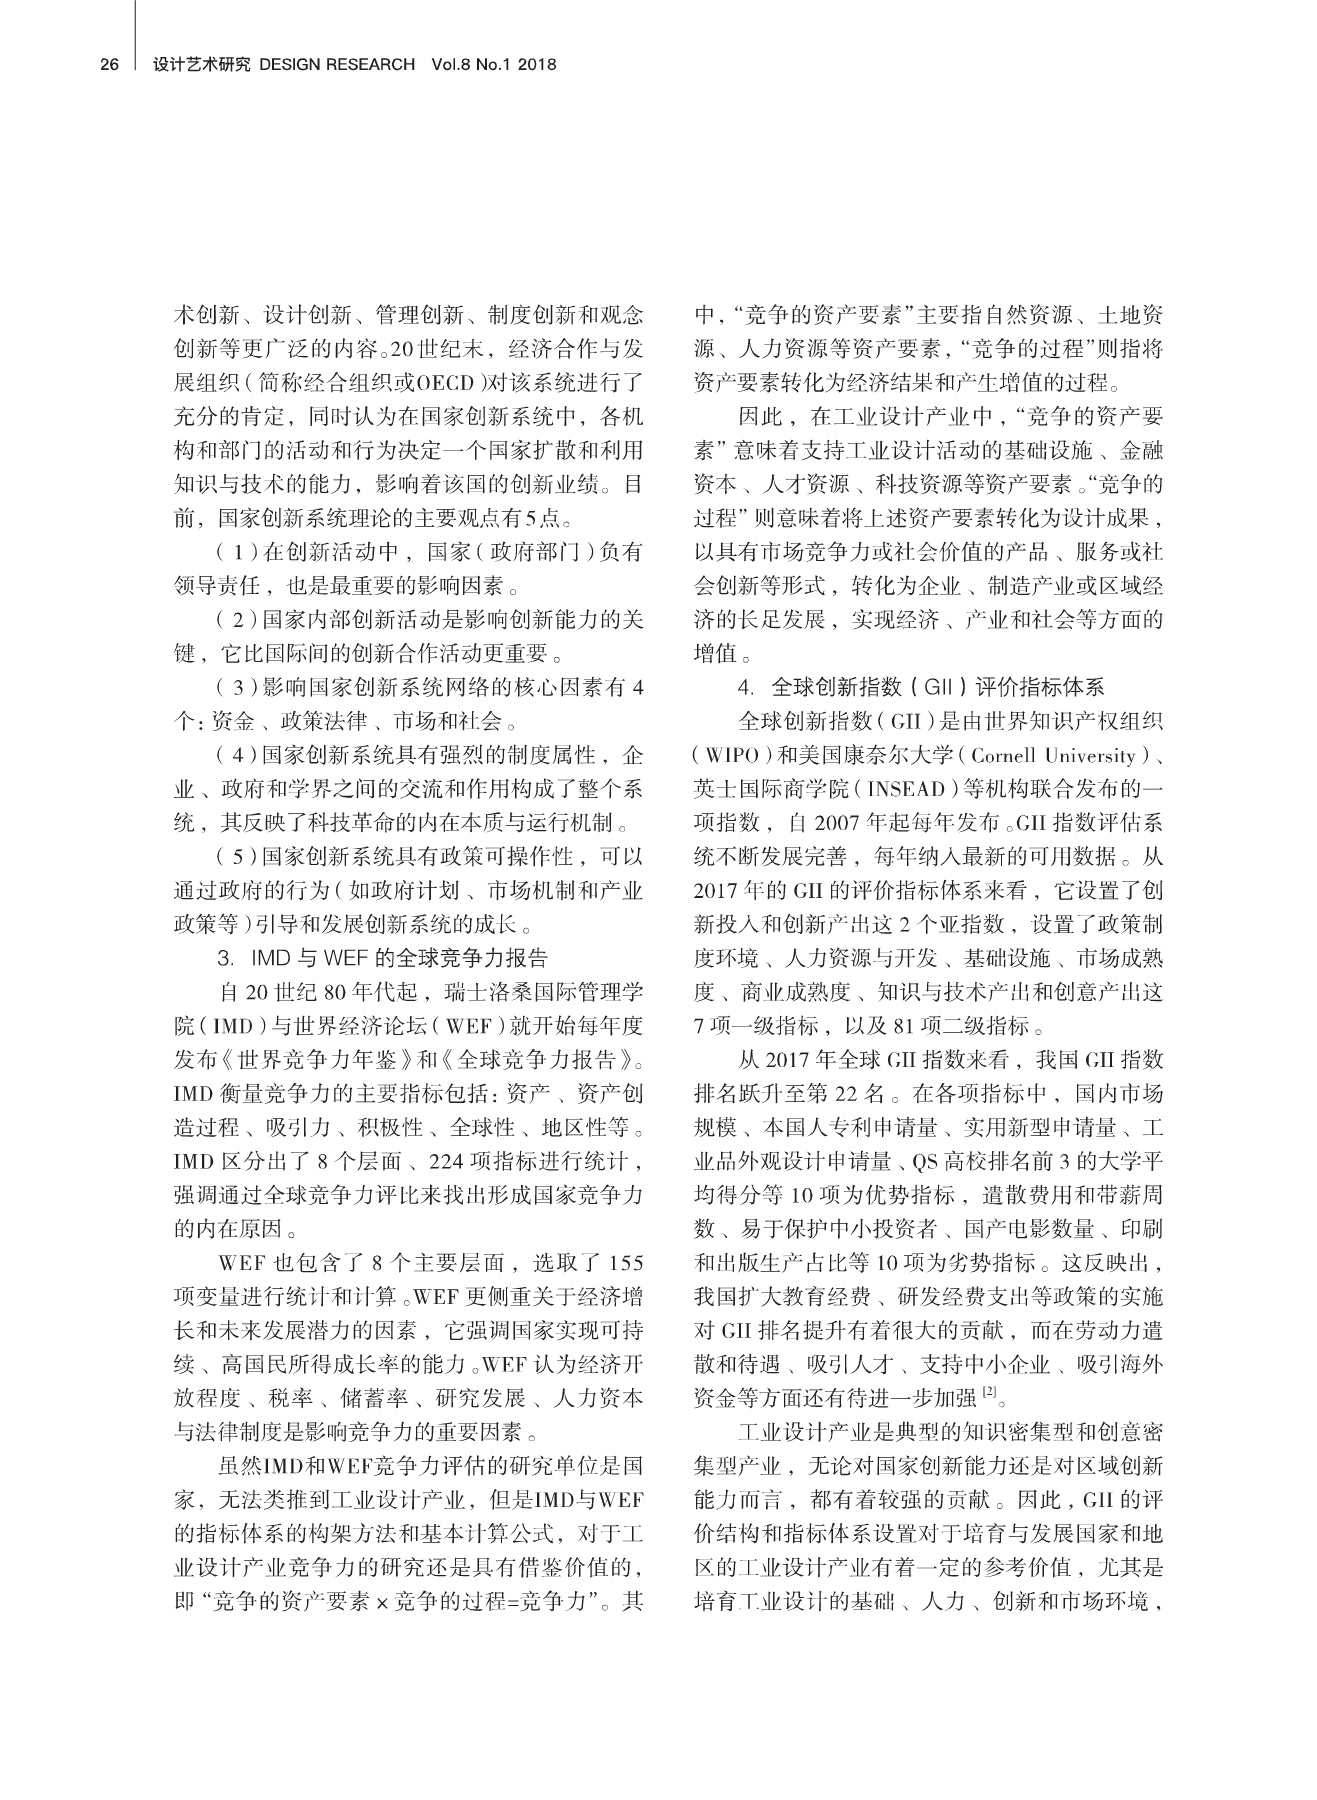 26 设计艺术研究 DESIGN RESEARCH Vol.8 No.1 2018
术创新、设计创新、管理创新、制度创新和观念
创新等更广泛的内容。20世纪末，经济合作与发
展组织（简称经合组织或OECD）对该系统进行了
充分的肯定，同时认为在国家创新系统中，各机
构和部门的活动和行为决定一个国家扩散和利用
知识与技术的能力，影响着该国的创新业绩。目
前，国家创新系统理论的主要观点有5点。
（1）在创新活动中，国家（政府部门）负有
领导责任，也是最重要的影响因素。
（2）国家内部创新活动是影响创新能力的关
键，它比国际间的创新合作活动更重要。
（3）影响国家创新系统网络的核心因素有 4
个：资金、政策法律、市场和社会。
（4）国家创新系统具有强烈的制度属性，企
业、政府和学界之间的交流和作用构成了整个系
统，其反映了科技革命的内在本质与运行机制。
（5）国家创新系统具有政策可操作性，可以
通过政府的行为（如政府计划、市场机制和产业
政策等）引导和发展创新系统的成长。
3. IMD 与 WEF 的全球竞争力报告
自 20 世纪 80 年代起，瑞士洛桑国际管理学
院（IMD）与世界经济论坛（WEF）就开始每年度
发布《世界竞争力年鉴》和《全球竞争力报告》。
IMD 衡量竞争力的主要指标包括：资产、资产创
造过程、吸引力、积极性、全球性、地区性等。
IMD 区分出了 8 个层面、224 项指标进行统计，
强调通过全球竞争力评比来找出形成国家竞争力
的内在原因。
WEF 也包含了 8 个主要层面，选取了 155
项变量进行统计和计算。WEF 更侧重关于经济增
长和未来发展潜力的因素，它强调国家实现可持
续、高国民所得成长率的能力。WEF 认为经济开
放程度、税率、储蓄率、研究发展、人力资本
与法律制度是影响竞争力的重要因素。
虽然IMD和WEF竞争力评估的研究单位是国
家，无法类推到工业设计产业，但是IMD与WEF
的指标体系的构架方法和基本计算公式，对于工
业设计产业竞争力的研究还是具有借鉴价值的，
即 “竞争的资产要素 × 竞争的过程=竞争力”。其
中，“竞争的资产要素”主要指自然资源、土地资
源、人力资源等资产要素，“竞争的过程”则指将
资产要素转化为经济结果和产生增值的过程。
因此，在工业设计产业中，“竞争的资产要
素” 意味着支持工业设计活动的基础设施、金融
资本、人才资源、科技资源等资产要素。“竞争的
过程” 则意味着将上述资产要素转化为设计成果，
以具有市场竞争力或社会价值的产品、服务或社
会创新等形式，转化为企业、制造产业或区域经
济的长足发展，实现经济、产业和社会等方面的
增值。
4. 全球创新指数（GII）评价指标体系
全球创新指数（GII）是由世界知识产权组织
（WIPO）和美国康奈尔大学（Cornell University）、
英士国际商学院（INSEAD）等机构联合发布的一
项指数，自 2007 年起每年发布。GII 指数评估系
统不断发展完善，每年纳入最新的可用数据。从
2017 年的 GII 的评价指标体系来看，它设置了创
新投入和创新产出这 2 个亚指数，设置了政策制
度环境、人力资源与开发、基础设施、市场成熟
度、商业成熟度、知识与技术产出和创意产出这
7 项一级指标，以及 81 项二级指标。
从 2017 年全球 GII 指数来看，我国 GII 指数
排名跃升至第 22 名。在各项指标中，国内市场
规模、本国人专利申请量、实用新型申请量、工
业品外观设计申请量、QS 高校排名前 3 的大学平
均得分等 10 项为优势指标，遣散费用和带薪周
数、易于保护中小投资者、国产电影数量、印刷
和出版生产占比等 10 项为劣势指标。这反映出，
我国扩大教育经费、研发经费支出等政策的实施
对 GII 排名提升有着很大的贡献，而在劳动力遣
散和待遇、吸引人才、支持中小企业、吸引海外
资金等方面还有待进一步加强 [2]。
工业设计产业是典型的知识密集型和创意密
集型产业，无论对国家创新能力还是对区域创新
能力而言，都有着较强的贡献。因此，GII 的评
价结构和指标体系设置对于培育与发展国家和地
区的工业设计产业有着一定的参考价值，尤其是
培育工业设计的基础、人力、创新和市场环境，